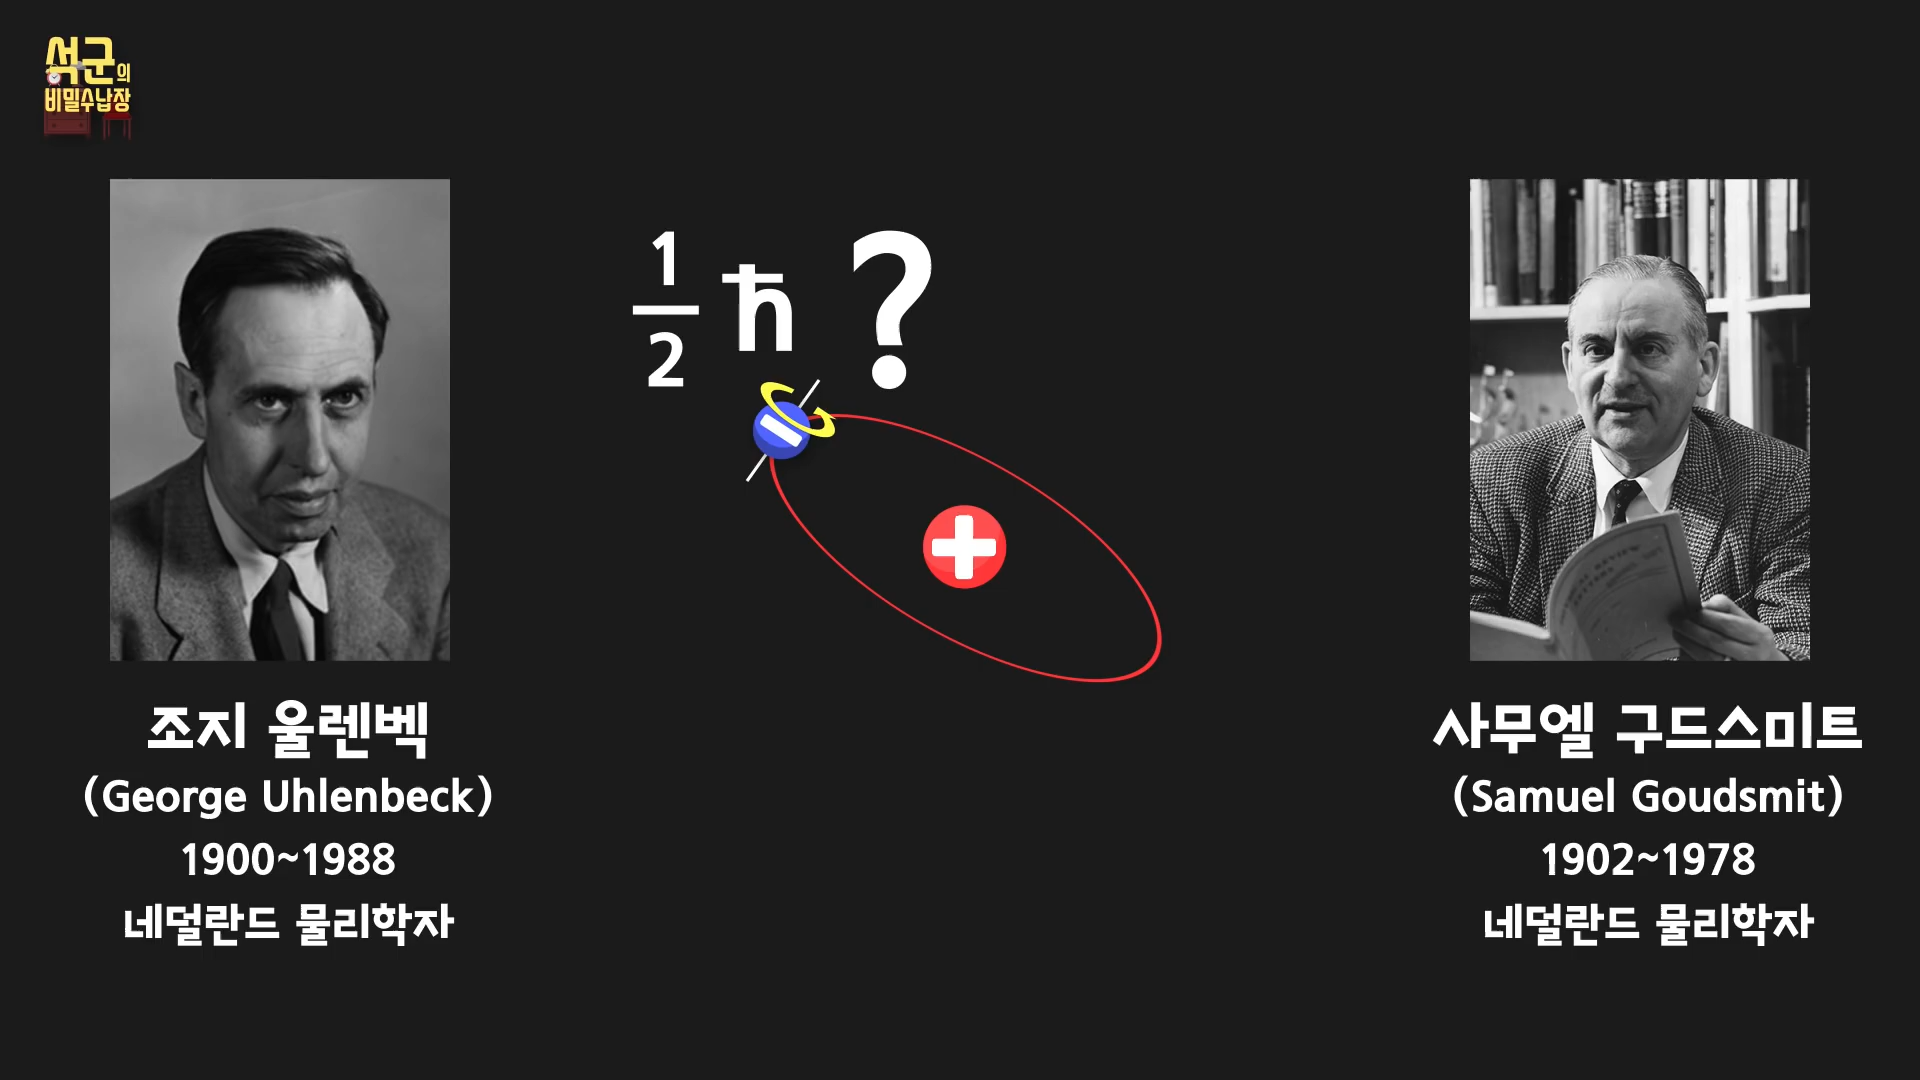 석군의
비밀수납장
1
2
ħ
?
조지 울렌벡
(George Uhlenbeck)
1900~1988
네덜란드 물리학자
사무엘 구드스미트
(Samuel Goudsmit)
1902~1978
네덜란드 물리학자